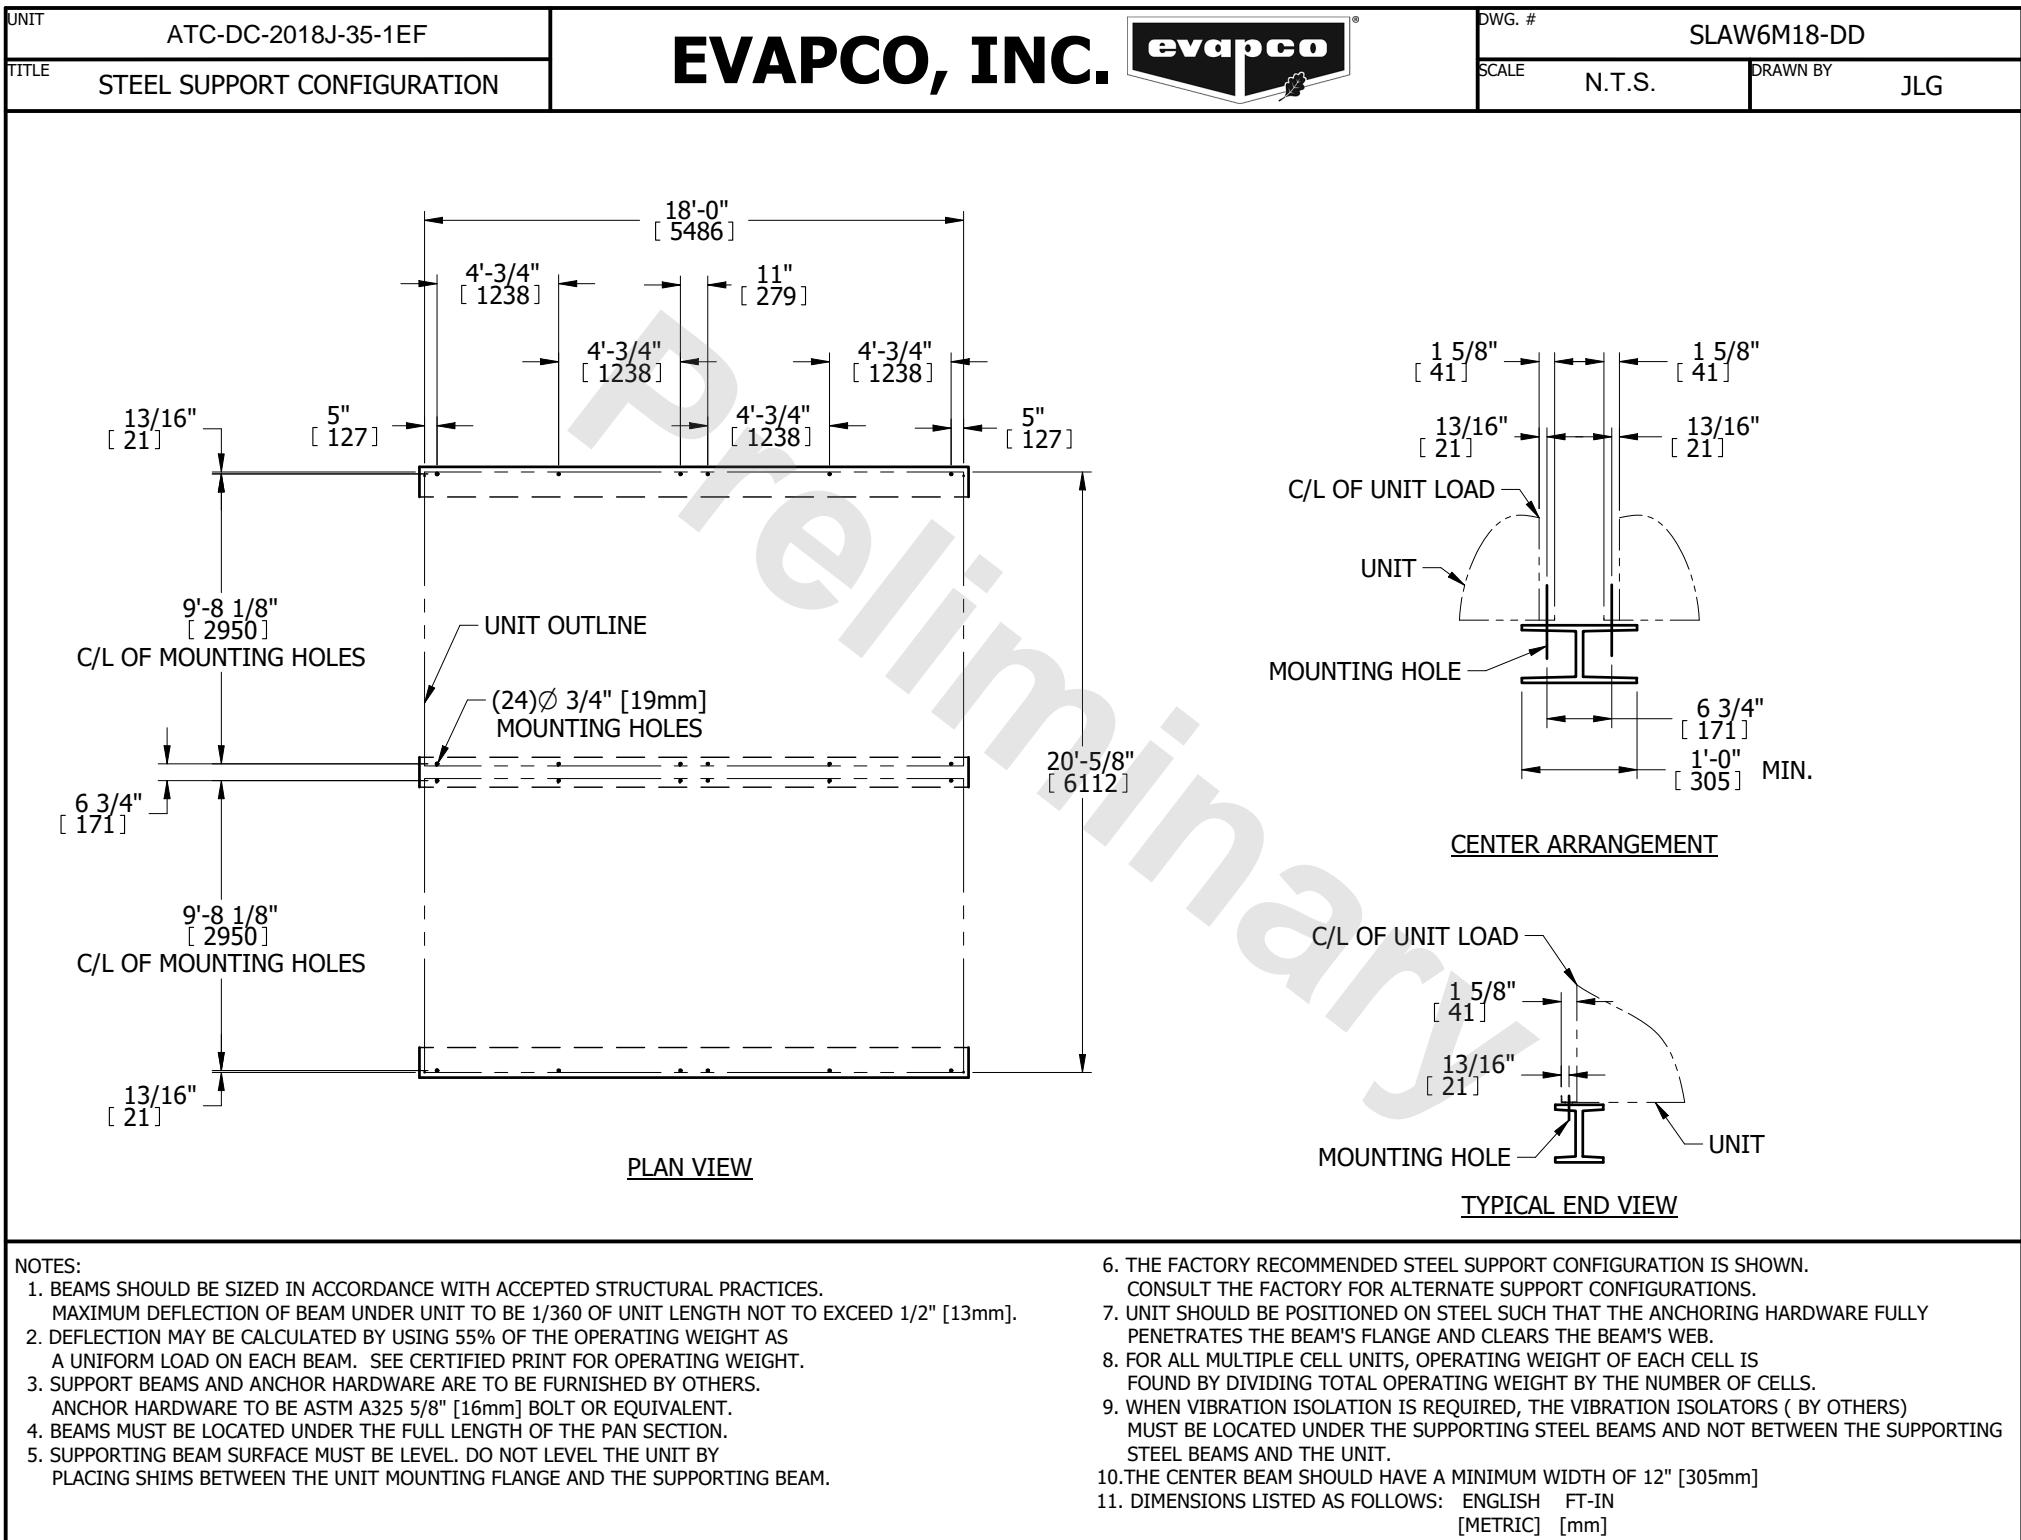 UNIT
ATC-DC-2018J-35-1EF
TITLE
STEEL SUPPORT CONFIGURATION
EVAPCO, INC.
evapco®
DWG. #
SLAW6M18-DD
SCALE
N.T.S.
DRAWN BY
JLG
18'-0"
[ 5486 ]
4'-3/4"
[ 1238 ]
11"
[ 279 ]
4'-3/4"
[ 1238 ]
4'-3/4"
[ 1238 ]
13/16"
[ 21 ]
5"
[ 127 ]
4'-3/4"
[ 1238 ]
5"
[ 127 ]
9'-8 1/8"
[ 2950 ]
C/L OF MOUNTING HOLES
UNIT OUTLINE
(24)∅ 3/4" [19mm]
MOUNTING HOLES
20'-5/8"
[ 6112 ]
6 3/4"
[ 171 ]
9'-8 1/8"
[ 2950 ]
C/L OF MOUNTING HOLES
13/16"
[ 21 ]
PLAN VIEW
Preliminary
1 5/8"
[ 41 ]
1 5/8"
[ 41 ]
13/16"
[ 21 ]
13/16"
[ 21 ]
C/L OF UNIT LOAD
UNIT
MOUNTING HOLE
6 3/4"
[ 171 ]
1'-0"
[ 305 ] MIN.
CENTER ARRANGEMENT
C/L OF UNIT LOAD
1 5/8"
[ 41 ]
13/16"
[ 21 ]
MOUNTING HOLE
UNIT
TYPICAL END VIEW
NOTES:
1. BEAMS SHOULD BE SIZED IN ACCORDANCE WITH ACCEPTED STRUCTURAL PRACTICES.
MAXIMUM DEFLECTION OF BEAM UNDER UNIT TO BE 1/360 OF UNIT LENGTH NOT TO EXCEED 1/2" [13mm].
2. DEFLECTION MAY BE CALCULATED BY USING 55% OF THE OPERATING WEIGHT AS
A UNIFORM LOAD ON EACH BEAM. SEE CERTIFIED PRINT FOR OPERATING WEIGHT.
3. SUPPORT BEAMS AND ANCHOR HARDWARE ARE TO BE FURNISHED BY OTHERS.
ANCHOR HARDWARE TO BE ASTM A325 5/8" [16mm] BOLT OR EQUIVALENT.
4. BEAMS MUST BE LOCATED UNDER THE FULL LENGTH OF THE PAN SECTION.
5. SUPPORTING BEAM SURFACE MUST BE LEVEL. DO NOT LEVEL THE UNIT BY
PLACING SHIMS BETWEEN THE UNIT MOUNTING FLANGE AND THE SUPPORTING BEAM.
6. THE FACTORY RECOMMENDED STEEL SUPPORT CONFIGURATION IS SHOWN.
CONSULT THE FACTORY FOR ALTERNATE SUPPORT CONFIGURATIONS.
7. UNIT SHOULD BE POSITIONED ON STEEL SUCH THAT THE ANCHORING HARDWARE FULLY
PENETRATES THE BEAM'S FLANGE AND CLEARS THE BEAM'S WEB.
8. FOR ALL MULTIPLE CELL UNITS, OPERATING WEIGHT OF EACH CELL IS
FOUND BY DIVIDING TOTAL OPERATING WEIGHT BY THE NUMBER OF CELLS.
9. WHEN VIBRATION ISOLATION IS REQUIRED, THE VIBRATION ISOLATORS ( BY OTHERS)
MUST BE LOCATED UNDER THE SUPPORTING STEEL BEAMS AND NOT BETWEEN THE SUPPORTING
STEEL BEAMS AND THE UNIT.
10.THE CENTER BEAM SHOULD HAVE A MINIMUM WIDTH OF 12" [305mm]
11. DIMENSIONS LISTED AS FOLLOWS: ENGLISH FT-IN
[METRIC] [mm]